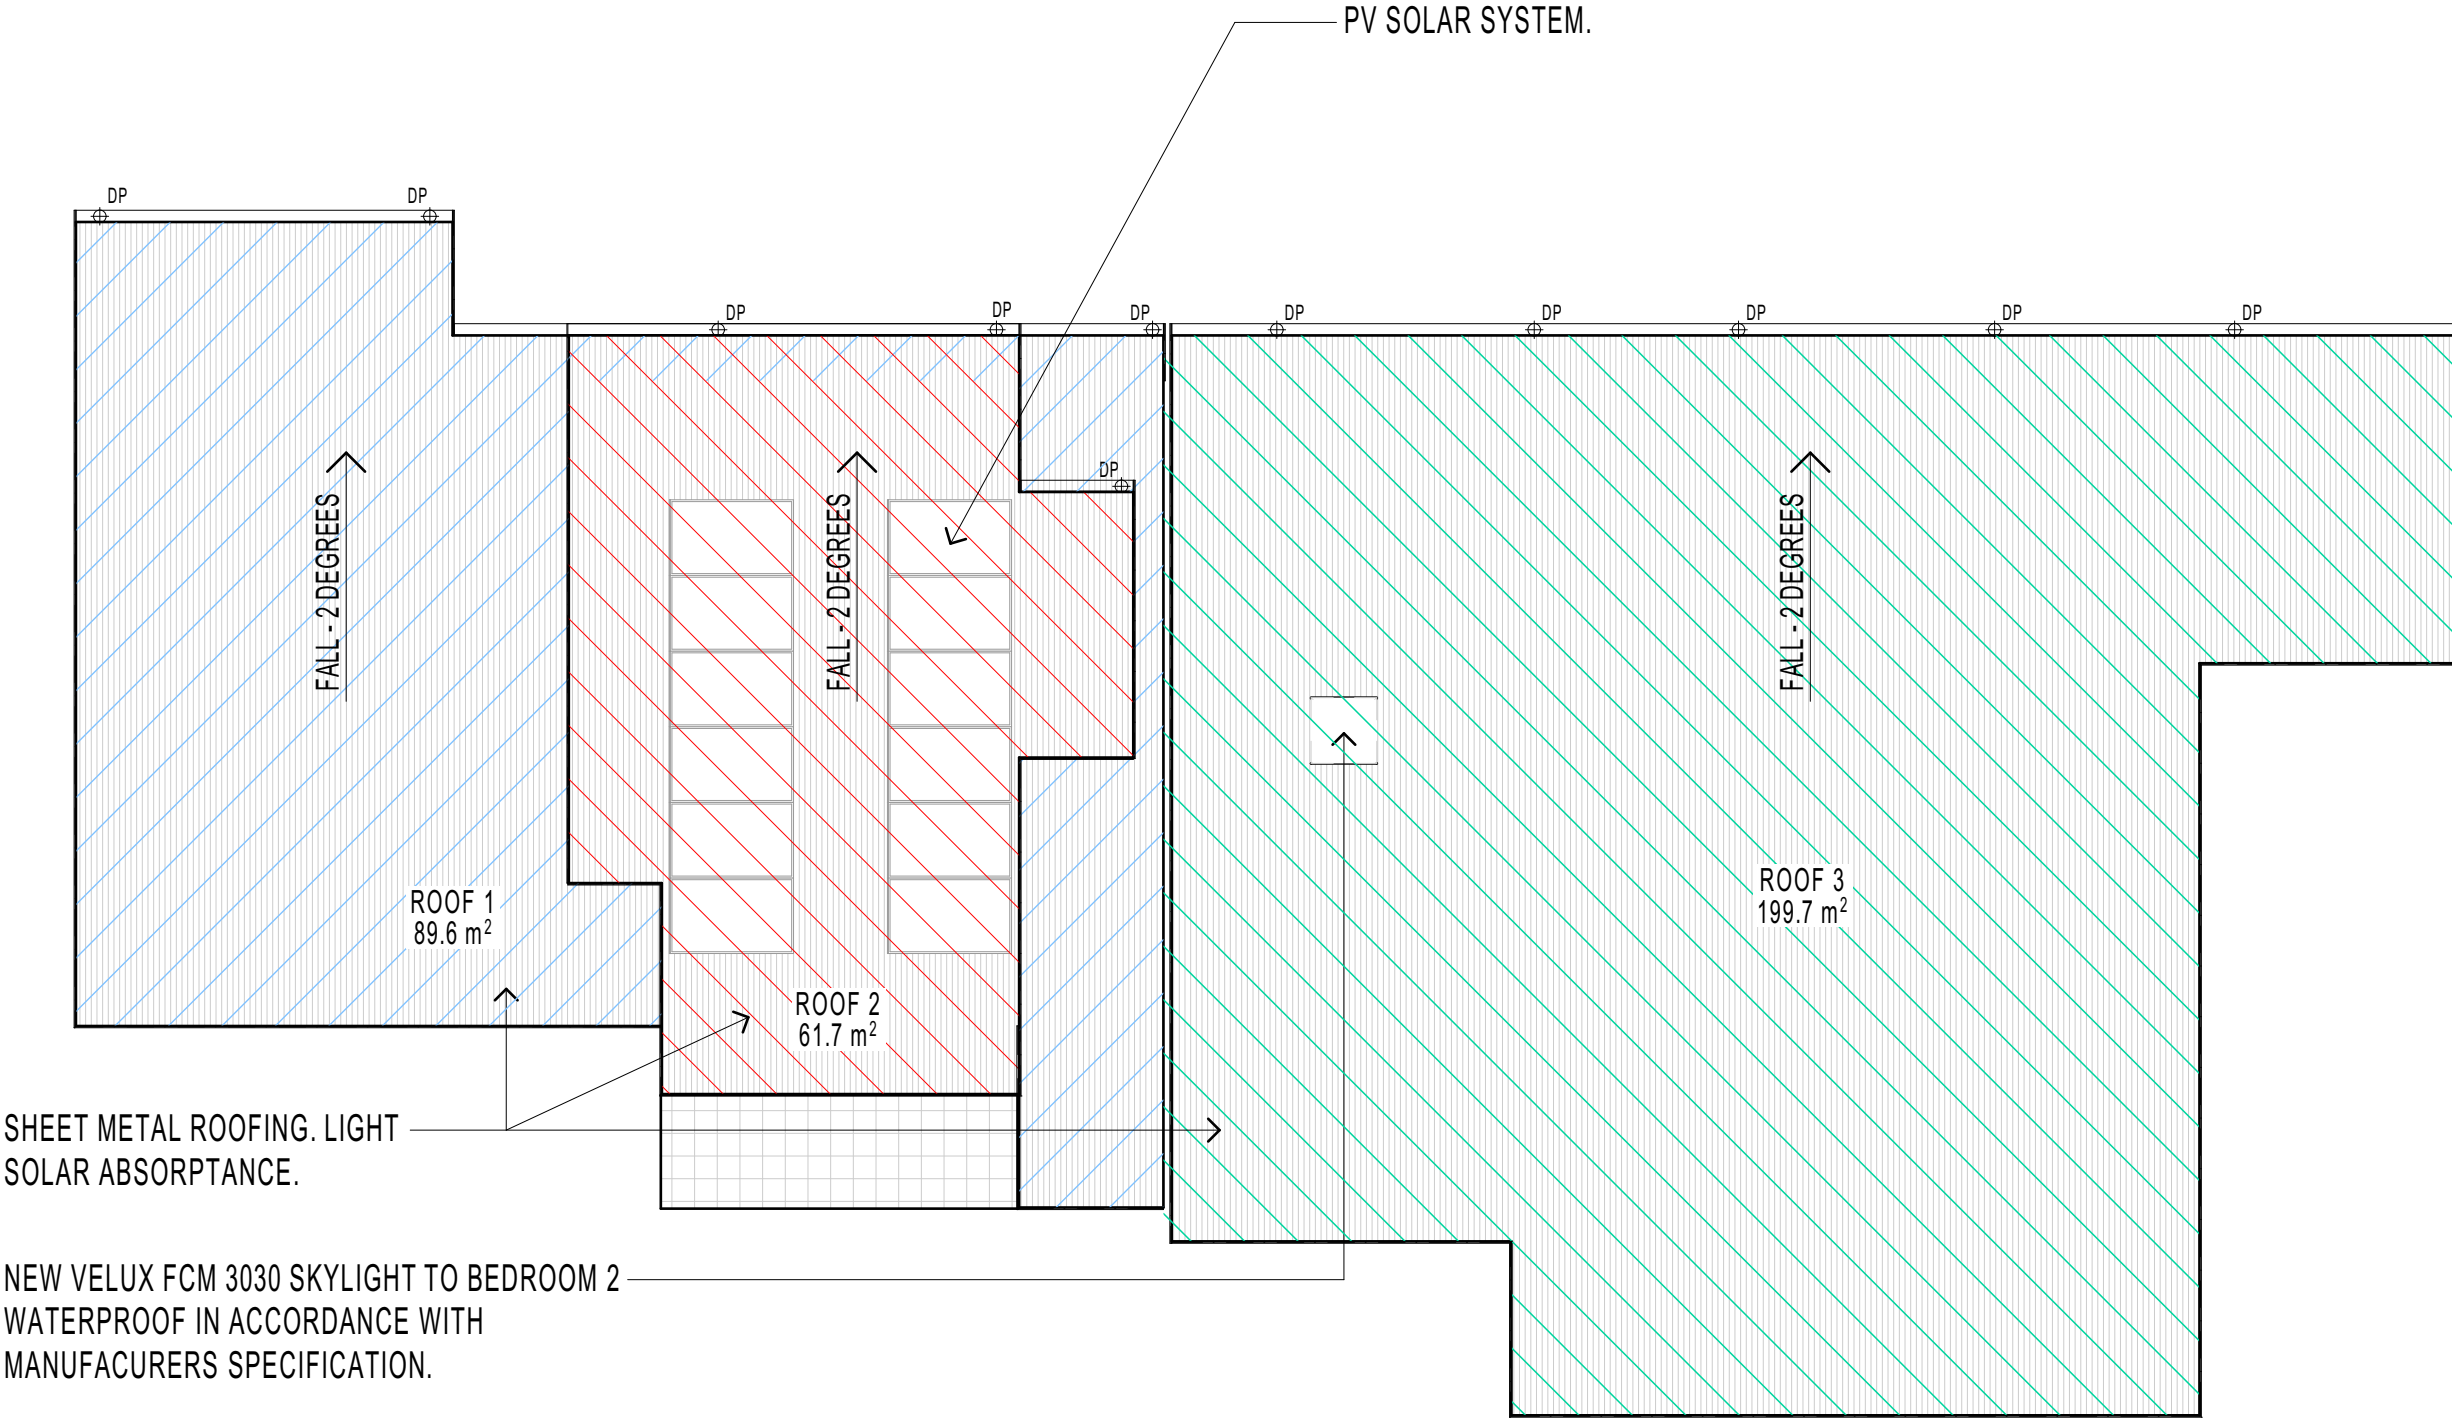 PV SOLAR SYSTEM.
DP
DP
DP
DP
DP
DP
DP
DP
DP
DP
DP
FALL - 2 DEGREES
FALL - 2 DEGREES
FALL - 2 DEGREES
ROOF 1
89.6 m²
ROOF 2
61.7 m²
ROOF 3
199.7 m²
SHEET METAL ROOFING. LIGHT
SOLAR ABSORPTANCE.
NEW VELUX FCM 3030 SKYLIGHT TO BEDROOM 2
WATERPROOF IN ACCORDANCE WITH
MANUFACURERS SPECIFICATION.